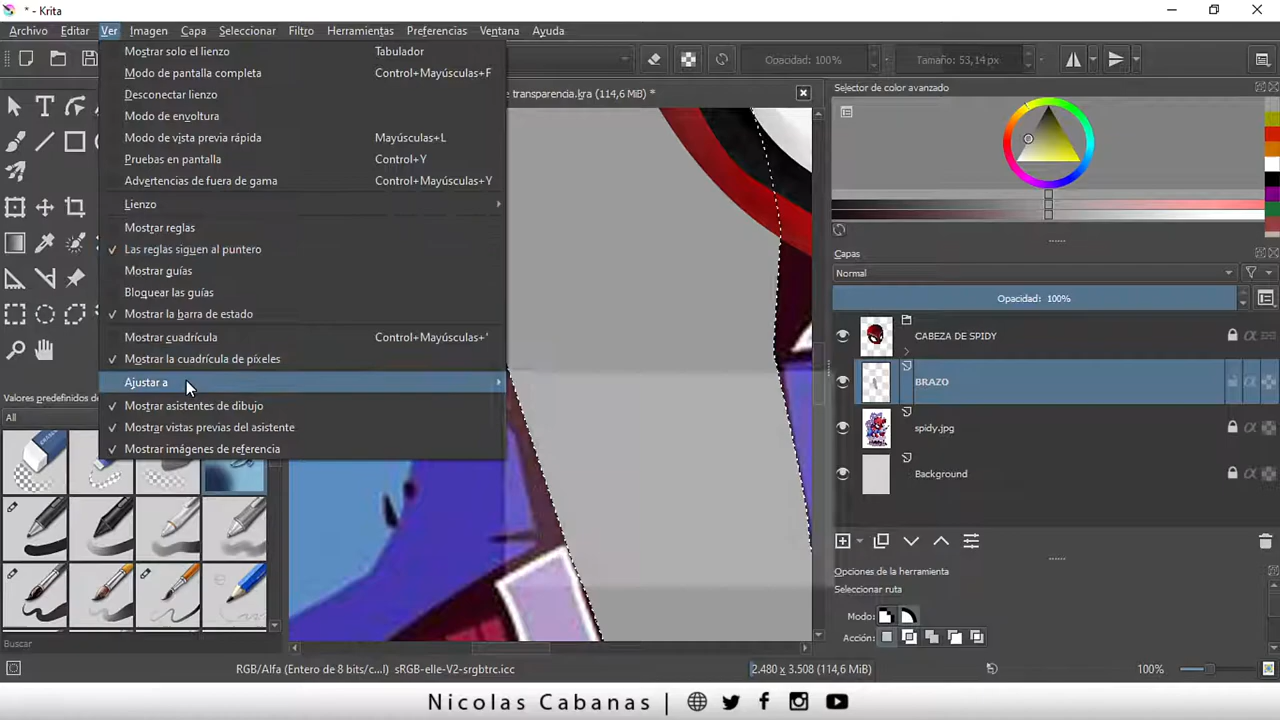 * - Krita
Archivo Editar Ver Imagen Capa Seleccionar Filtro Herramientas Preferencias Ventana Ayuda
Opacidad: 100% Tamaño: 53,14 px
e transparencia.kra (114,6 MiB) *
Mostrar solo el lienzo Tabulador
Modo de pantalla completa Control+Mayúsculas+F
Desconectar lienzo
Modo de envoltura
Modo de vista previa rápida Mayúsculas+L
Pruebas en pantalla Control+Y
Advertencias de fuera de gama Control+Mayúsculas+Y
Lienzo
Mostrar reglas
Las reglas siguen al puntero
Mostrar guías
Bloquear las guías
Mostrar la barra de estado
Mostrar cuadrícula Control+Mayúsculas+'
Mostrar la cuadrícula de píxeles
Ajustar a
Mostrar asistentes de dibujo
Mostrar vistas previas del asistente
Mostrar imágenes de referencia
Valores predefinidos d
All
Buscar
Selector de color avanzado
Capas
Normal
Opacidad: 100%
CABEZA DE SPIDY
BRAZO
spidy.jpg
Background
Opciones de la herramienta
Seleccionar ruta
Modo:
Acción:
RGB/Alfa (Entero de 8 bits/c...) sRGB-elle-V2-srgbtrc.icc 2.480 x 3.508 (114,6 MiB) 100%
Nicolas Cabanas |